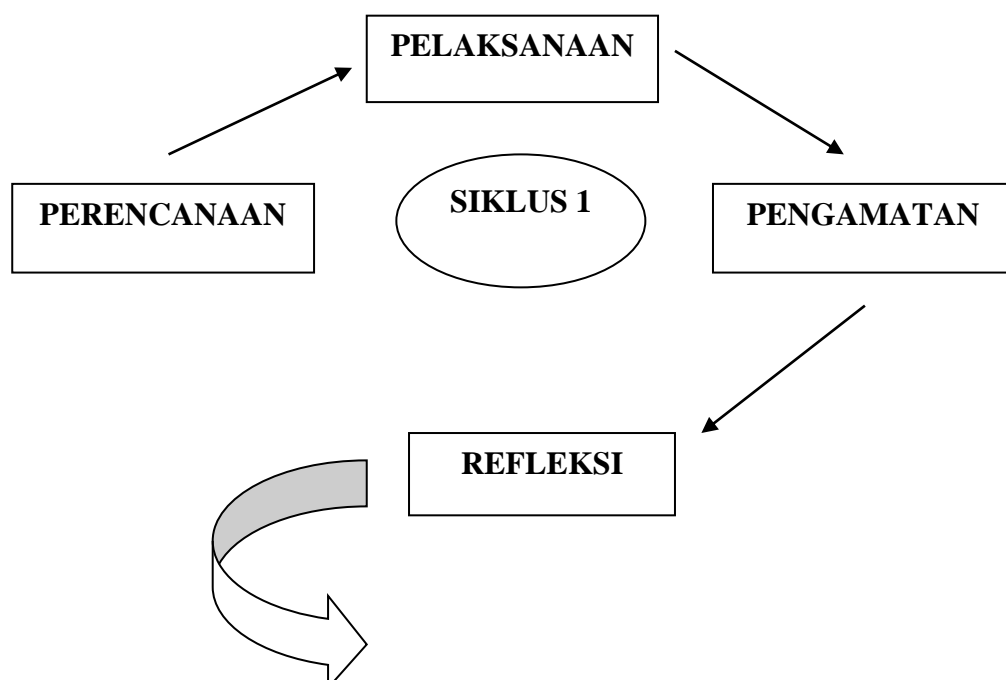 PELAKSANAAN
PERENCANAAN
SIKLUS 1
PENGAMATAN
REFLEKSI